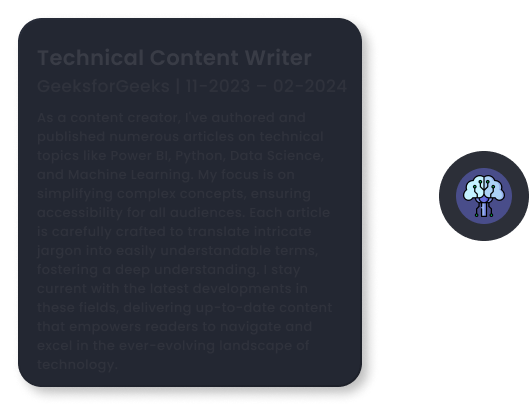 Technical Content Writer
GeeksforGeeks | 11-2023 – 02-2024
As a content creator, I've authored and
published numerous articles on technical
topics like Power BI, Python, Data Science,
and Machine Learning. My focus is on
simplifying complex concepts, ensuring
accessibility for all audiences. Each article
is carefully crafted to translate intricate
jargon into easily understandable terms,
fostering a deep understanding. I stay
current with the latest developments in
these fields, delivering up-to-date content
that empowers readers to navigate and
excel in the ever-evolving landscape of
technology.